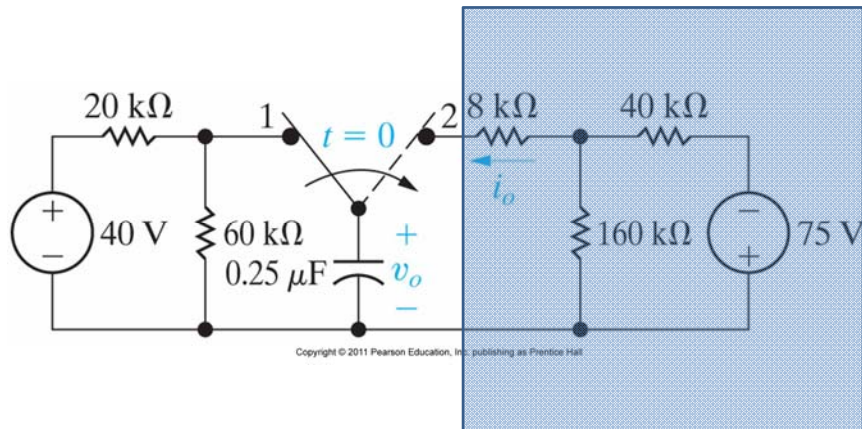 20 kΩ 1 t = 0 2 8 kΩ 40 kΩ
i_o
+ 40 V − 60 kΩ + 160 kΩ − 75 V +
0.25 μF v_o
−
Copyright © 2011 Pearson Education, Inc. publishing as Prentice Hall